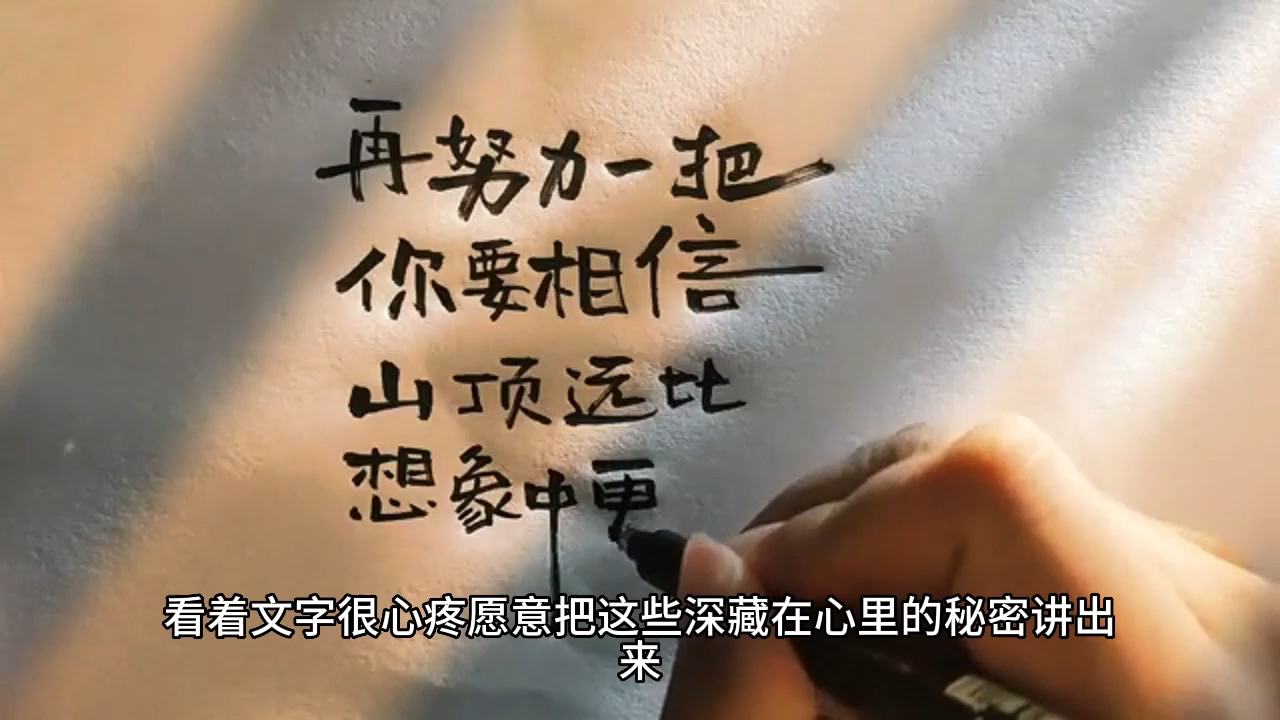 再努力一把
你要相信
山顶远比
想象中更
看着文字很心疼愿意把这些深藏在心里的秘密讲出
来